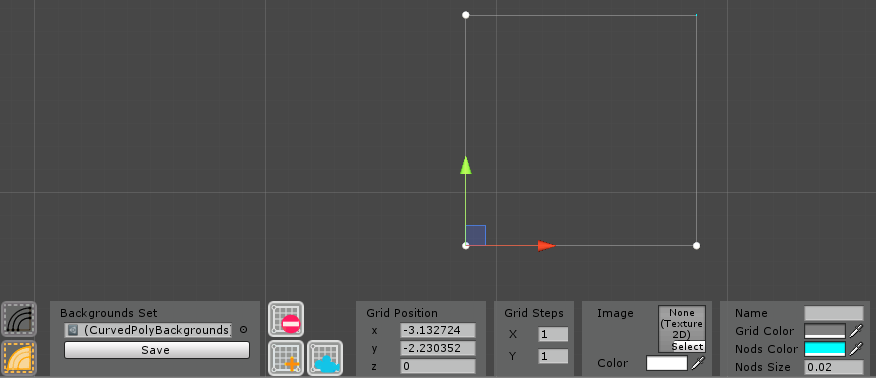 Backgrounds Set
(CurvedPolyBackgrounds
Save
Grid Position
x -3.132724
y -2.230352
z 0
Grid Steps
X 1
Y 1
Image
None
(Texture
2D)
Select
Color
Name
Grid Color
Nods Color
Nods Size 0.02